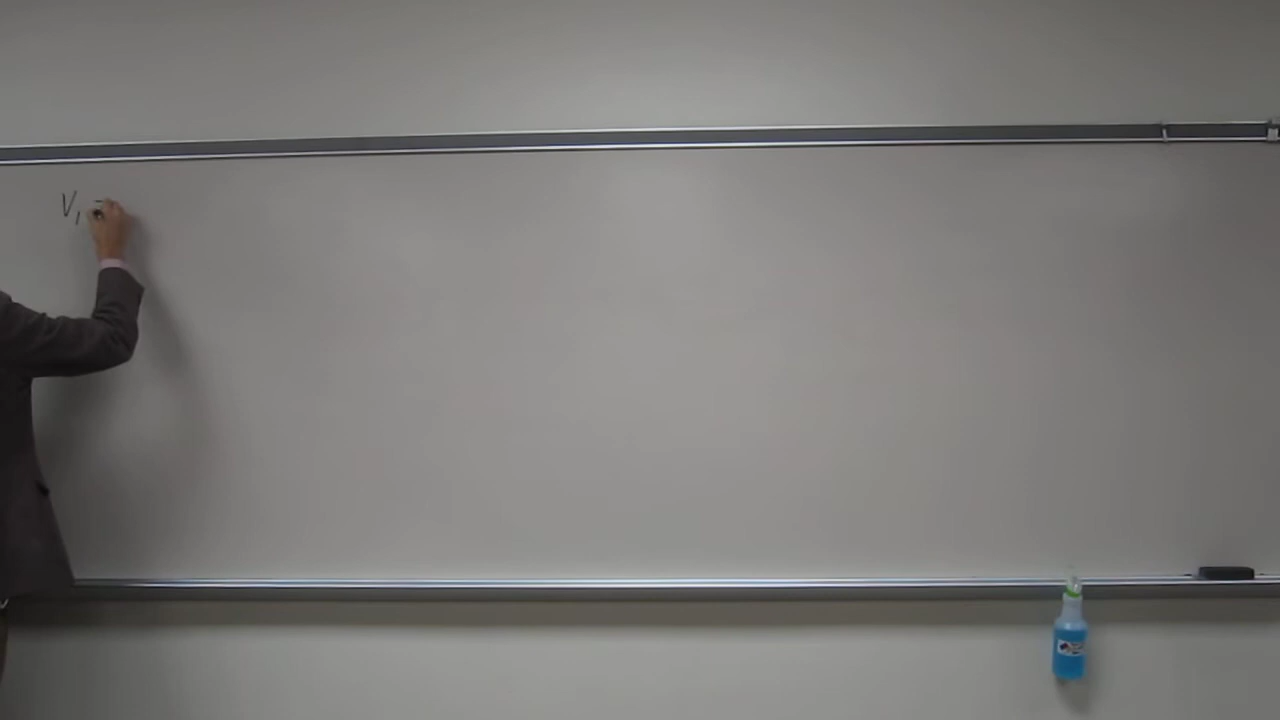 V₁ =